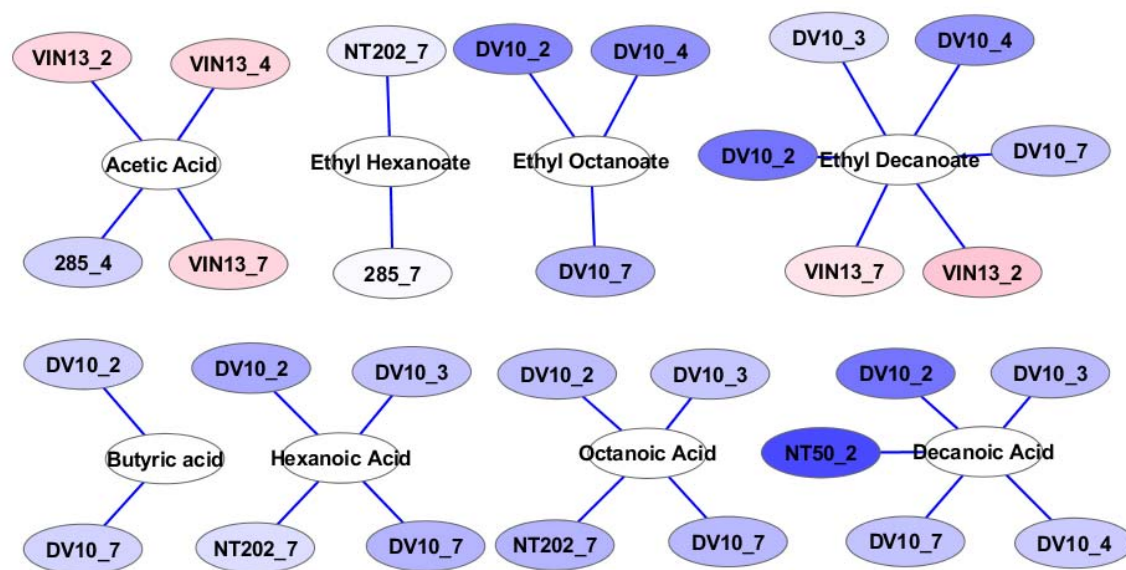 VIN13_2
VIN13_4
Acetic Acid
285_4
VIN13_7
NT202_7
Ethyl Hexanoate
285_7
DV10_2
DV10_4
Ethyl Octanoate
DV10_7
DV10_3
DV10_4
DV10_2
Ethyl Decanoate
DV10_7
VIN13_7
VIN13_2
DV10_2
Butyric acid
DV10_7
DV10_2
DV10_3
Hexanoic Acid
NT202_7
DV10_7
DV10_2
DV10_3
Octanoic Acid
NT202_7
DV10_7
DV10_2
DV10_3
NT50_2
Decanoic Acid
DV10_7
DV10_4